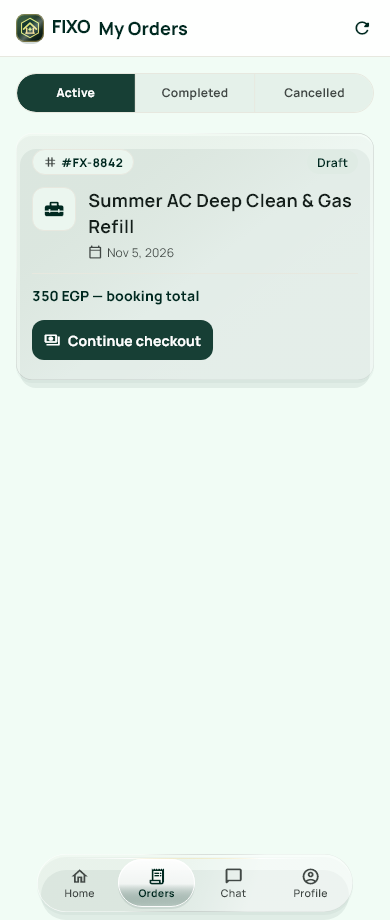 FIXO My Orders
Active Completed Cancelled
#FX-8842 Draft
Summer AC Deep Clean & Gas
Refill
Nov 5, 2026
350 EGP — booking total
Continue checkout
Home Orders Chat Profile